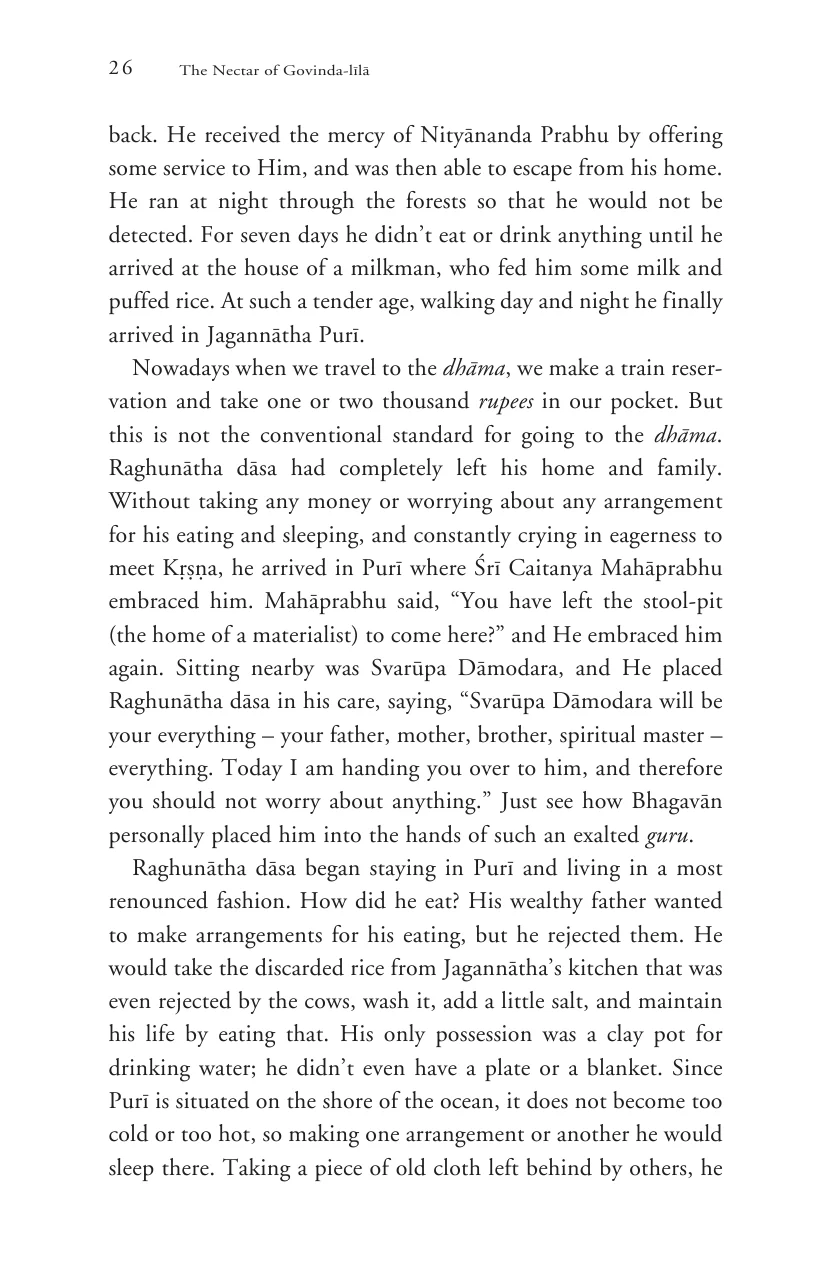 26 The Nectar of Govinda-līlā
back. He received the mercy of Nityānanda Prabhu by offering
some service to Him, and was then able to escape from his home.
He ran at night through the forests so that he would not be
detected. For seven days he didn’t eat or drink anything until he
arrived at the house of a milkman, who fed him some milk and
puffed rice. At such a tender age, walking day and night he finally
arrived in Jagannātha Purī.
Nowadays when we travel to the dhāma, we make a train reser-
vation and take one or two thousand rupees in our pocket. But
this is not the conventional standard for going to the dhāma.
Raghunātha dāsa had completely left his home and family.
Without taking any money or worrying about any arrangement
for his eating and sleeping, and constantly crying in eagerness to
meet Kṛṣṇa, he arrived in Purī where Śrī Caitanya Mahāprabhu
embraced him. Mahāprabhu said, “You have left the stool-pit
(the home of a materialist) to come here?” and He embraced him
again. Sitting nearby was Svarūpa Dāmodara, and He placed
Raghunātha dāsa in his care, saying, “Svarūpa Dāmodara will be
your everything – your father, mother, brother, spiritual master –
everything. Today I am handing you over to him, and therefore
you should not worry about anything.” Just see how Bhagavān
personally placed him into the hands of such an exalted guru.
Raghunātha dāsa began staying in Purī and living in a most
renounced fashion. How did he eat? His wealthy father wanted
to make arrangements for his eating, but he rejected them. He
would take the discarded rice from Jagannātha’s kitchen that was
even rejected by the cows, wash it, add a little salt, and maintain
his life by eating that. His only possession was a clay pot for
drinking water; he didn’t even have a plate or a blanket. Since
Purī is situated on the shore of the ocean, it does not become too
cold or too hot, so making one arrangement or another he would
sleep there. Taking a piece of old cloth left behind by others, he